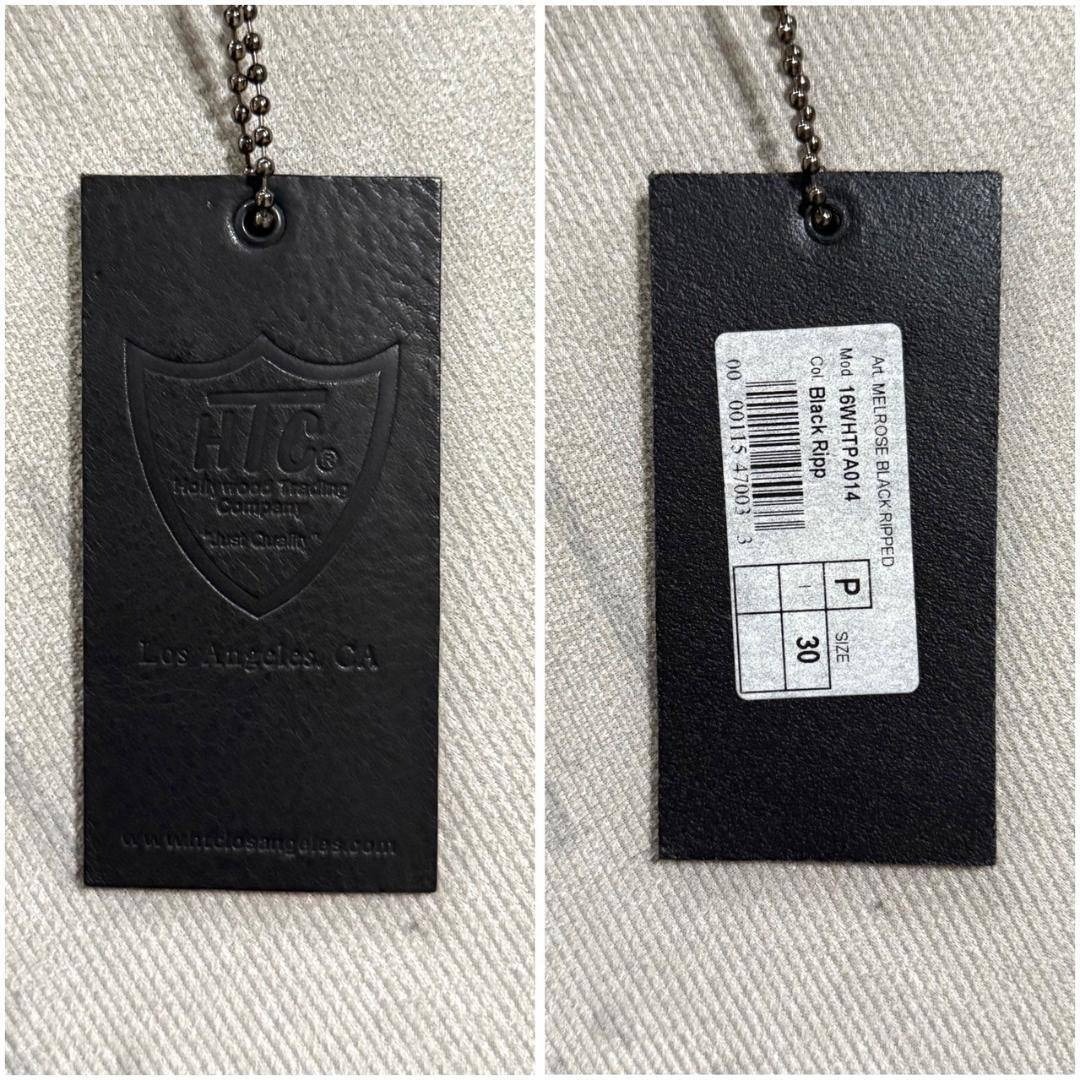 HTC®
Hollywood Trading
Company
"Just Quality"
Los Angeles, CA
www.htclosangeles.com
Art. MELROSE BLACK RIPPED
Mod. 16WHTPA014
Col. Black Ripp
00 00115 47003 3
P SIZE
I 30